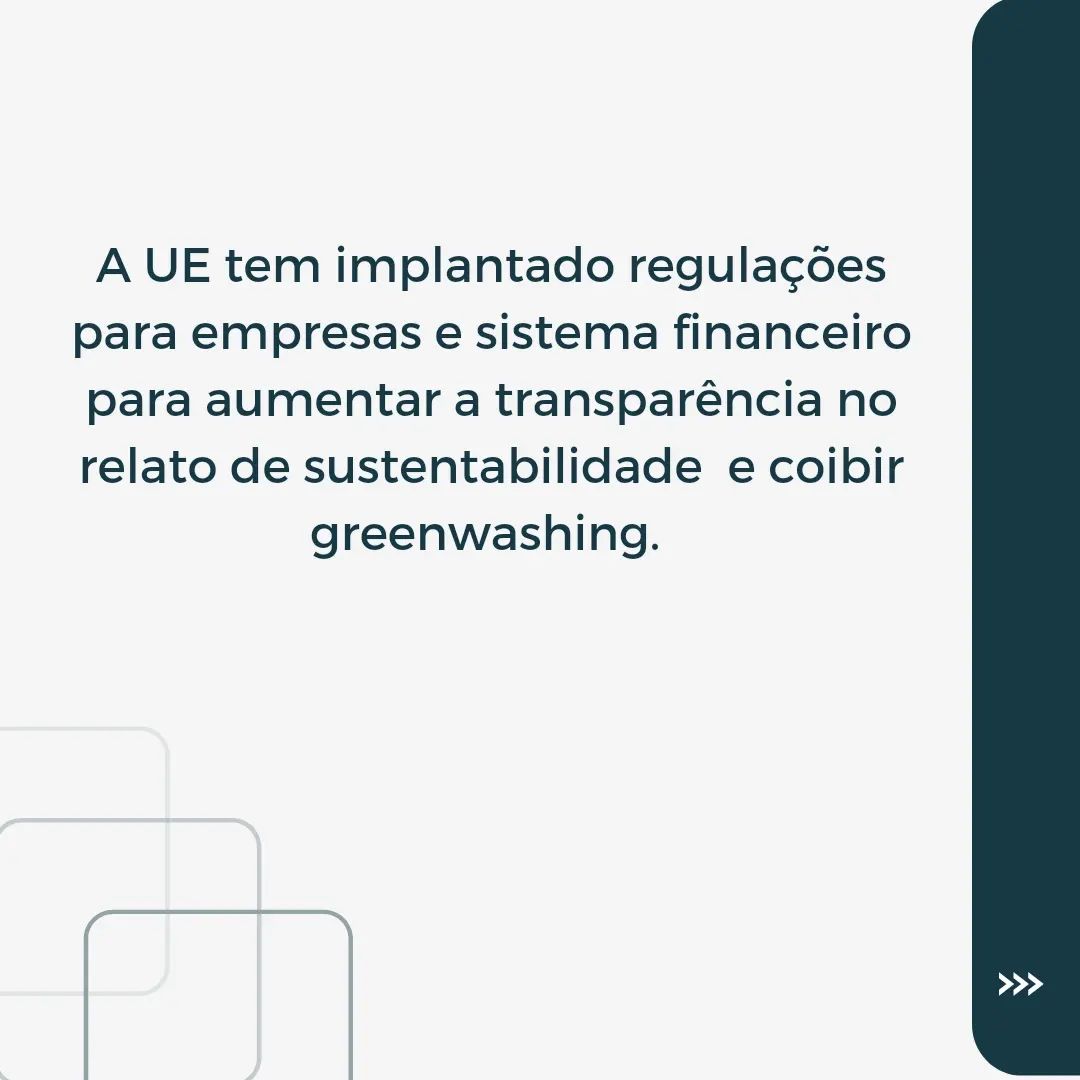 A UE tem implantado regulações
para empresas e sistema financeiro
para aumentar a transparência no
relato de sustentabilidade  e coibir
greenwashing.